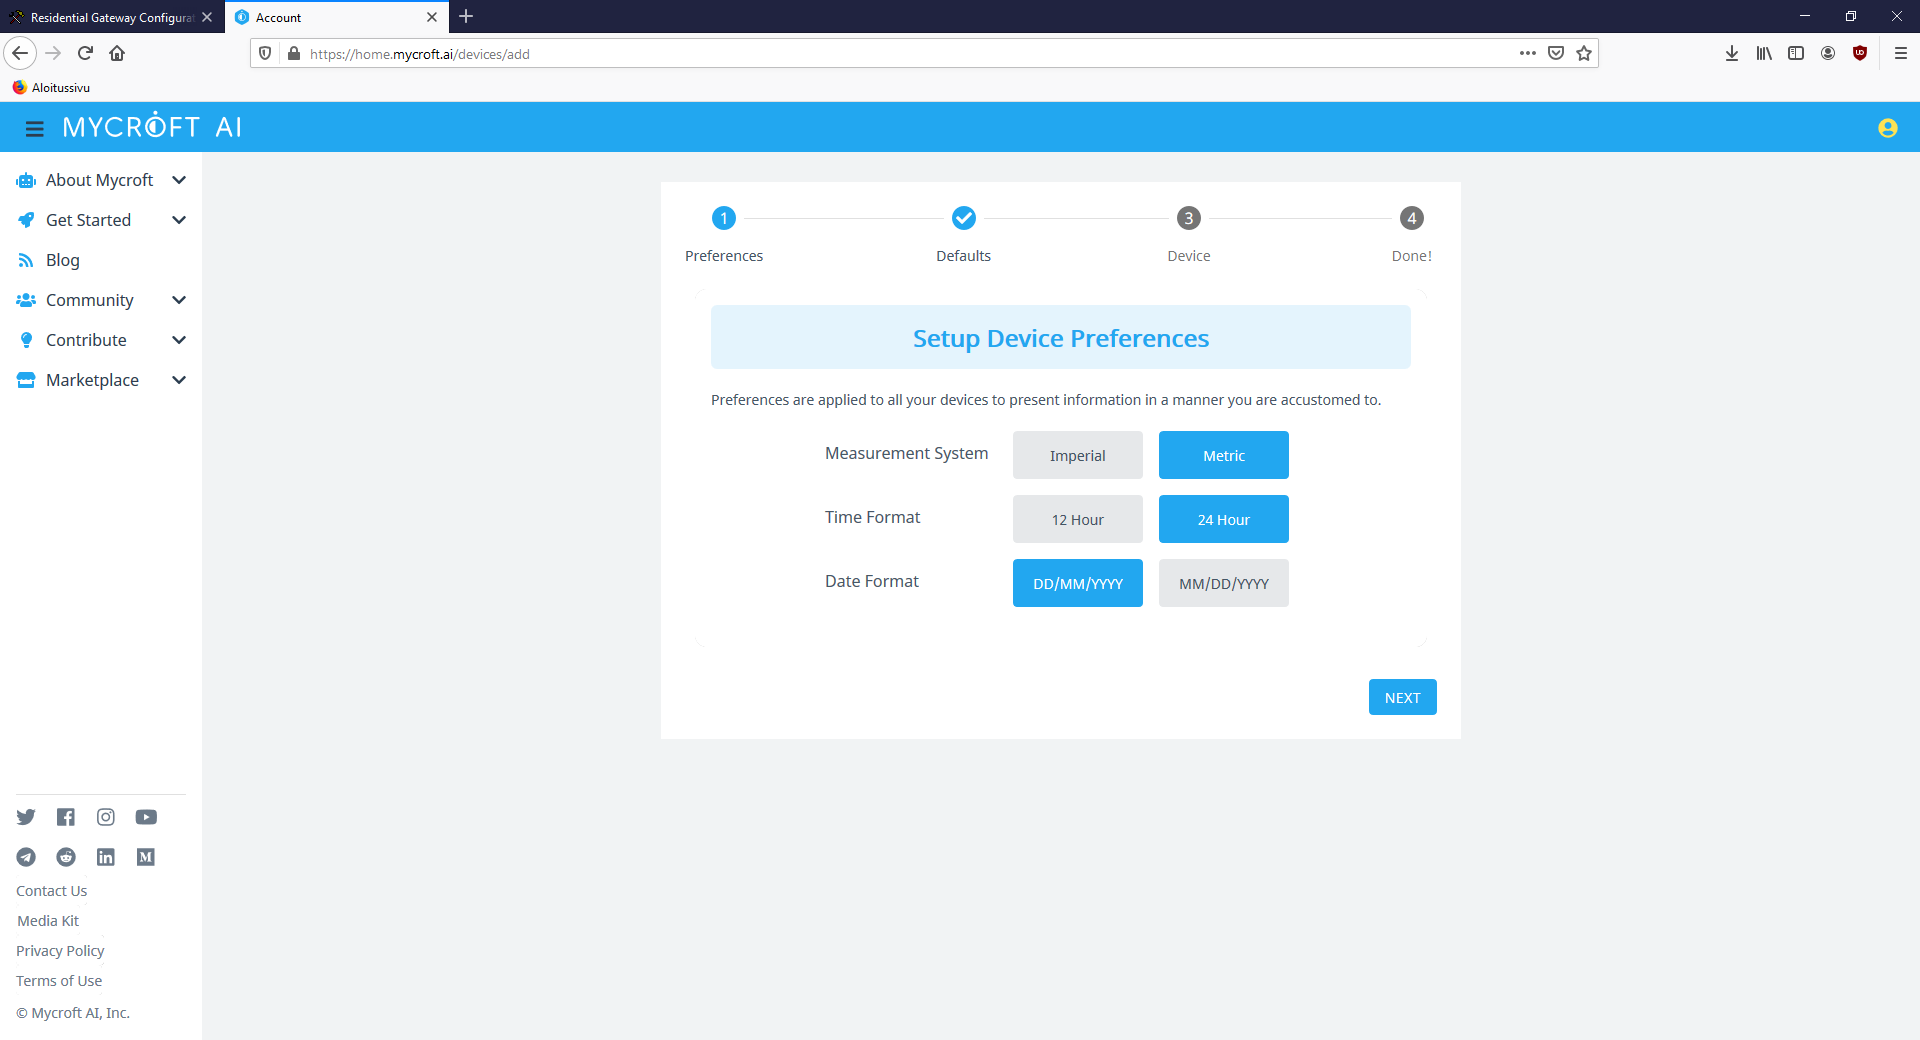 Residential Gateway Configurat
Account
https://home.mycroft.ai/devices/add
Aloitussivu
MYCROFT AI
About Mycroft
Get Started
Blog
Community
Contribute
Marketplace
1
3
4
Preferences
Defaults
Device
Done!
Setup Device Preferences
Preferences are applied to all your devices to present information in a manner you are accustomed to.
Measurement System
Imperial
Metric
Time Format
12 Hour
24 Hour
Date Format
DD/MM/YYYY
MM/DD/YYYY
NEXT
Contact Us
Media Kit
Privacy Policy
Terms of Use
© Mycroft AI, Inc.